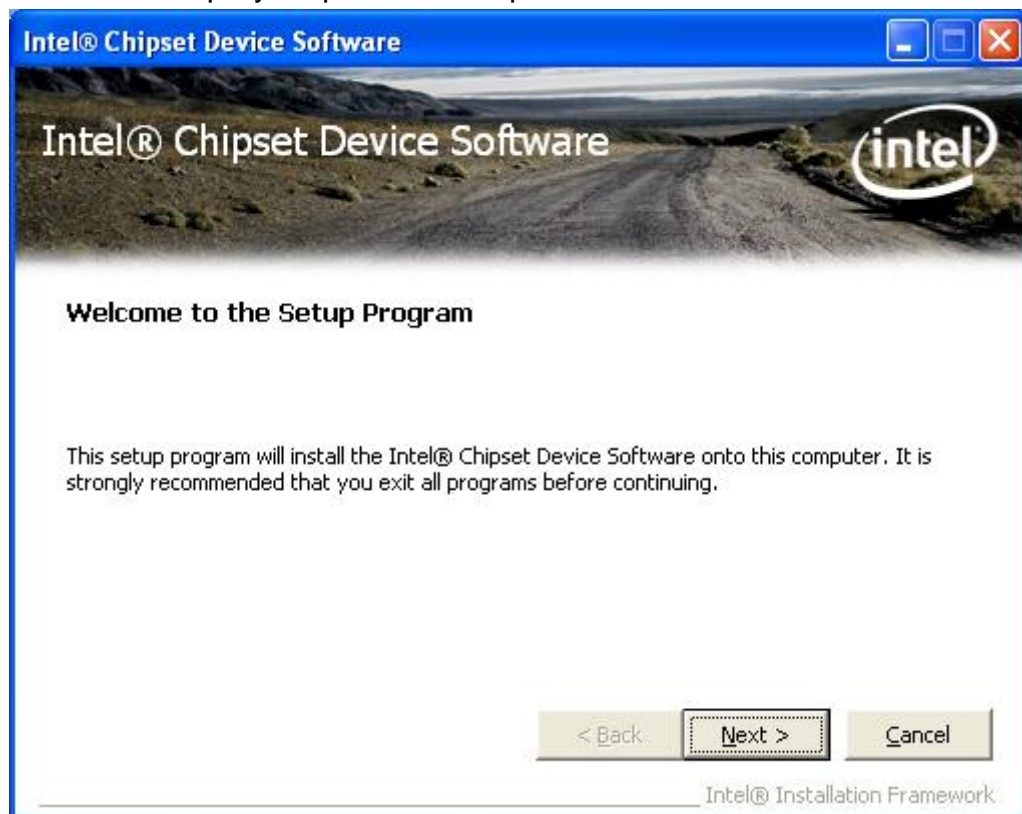 Intel® Chipset Device Software
Intel® Chipset Device Software
intel
Welcome to the Setup Program
This setup program will install the Intel® Chipset Device Software onto this computer. It is
strongly recommended that you exit all programs before continuing.
< Back Next > Cancel
Intel® Installation Framework